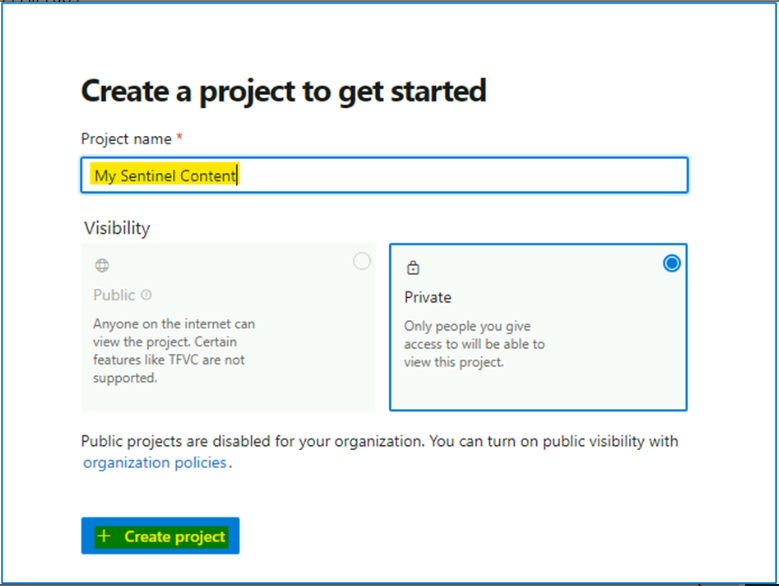 Create a project to get started
Project name *
My Sentinel Content
Visibility
Public
Anyone on the internet can
view the project. Certain
features like TFVC are not
supported.
Private
Only people you give
access to will be able to
view this project.
Public projects are disabled for your organization. You can turn on public visibility with
organization policies.
+ Create project